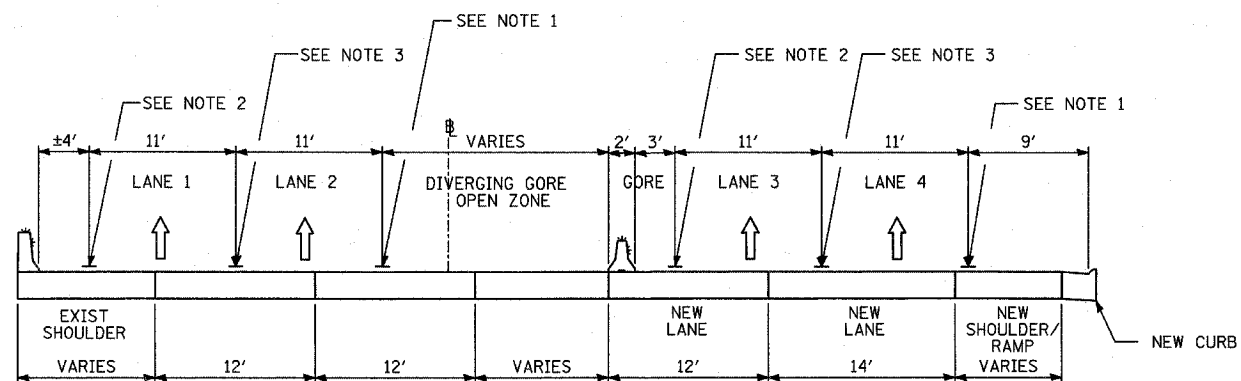 SEE NOTE 1
SEE NOTE 3
SEE NOTE 2
SEE NOTE 3
SEE NOTE 2
SEE NOTE 1
±4'
11'
11'
VARIES
2'
3'
11'
11'
9'
LANE 1
LANE 2
DIVERGING GORE
OPEN ZONE
GORE
LANE 3
LANE 4
EXIST
SHOULDER
NEW
LANE
NEW
LANE
NEW
SHOULDER/
RAMP
NEW CURB
VARIES
12'
12'
VARIES
12'
14'
VARIES